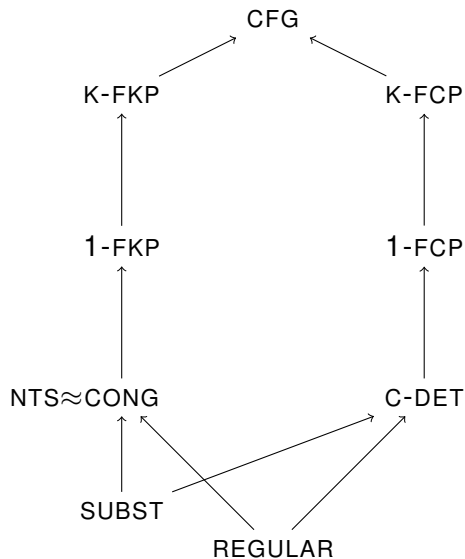 CFG
K-FKP K-FCP
1-FKP 1-FCP
NTS≈CONG C-DET
SUBST
REGULAR